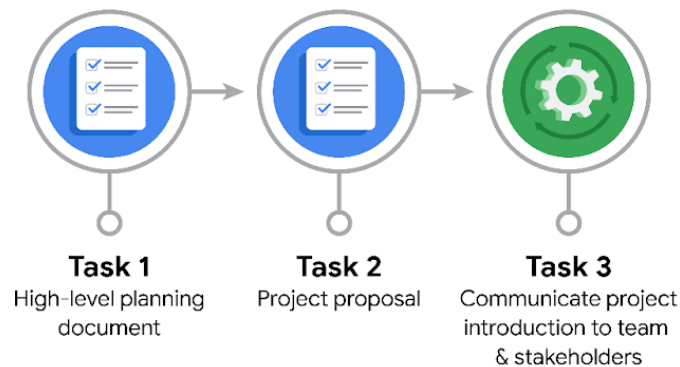 Task 1
High-level planning
document
Task 2
Project proposal
Task 3
Communicate project
introduction to team
& stakeholders